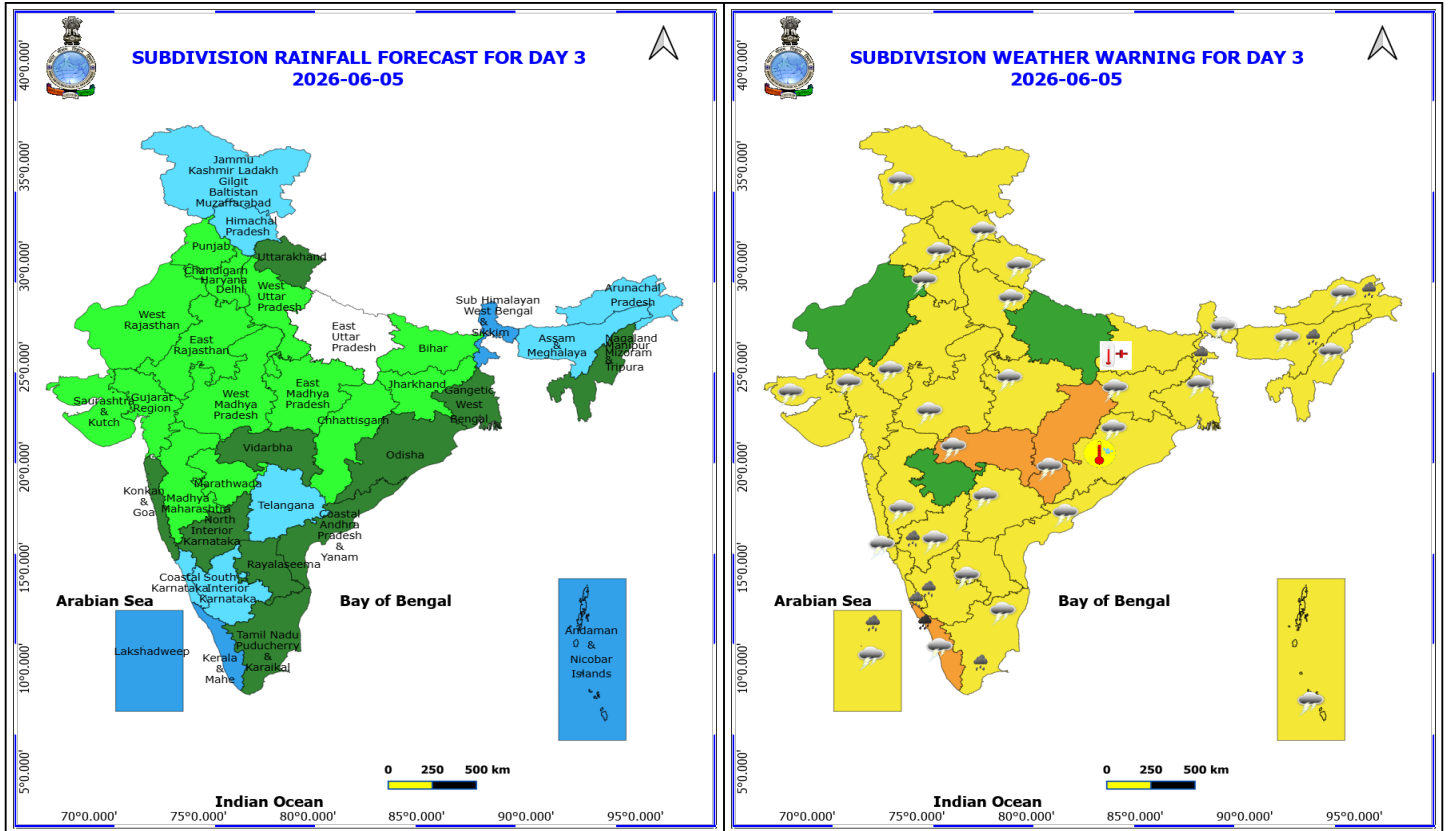 SUBDIVISION RAINFALL FORECAST FOR DAY 3
2026-06-05
40°0.000'
35°0.000'
30°0.000'
25°0.000'
20°0.000'
15°0.000'
10°0.000'
5°0.000'
Jammu
Kashmir Ladakh
Gilgit
Baltistan
Muzaffarabad
Himachal
Pradesh
Punjab
Uttarakhand
Chandigarh
Haryana
Delhi
West
Uttar
Pradesh
West
Rajasthan
East
Rajasthan
East
Uttar
Pradesh
Bihar
Sub Himalayan
West Bengal
&
Sikkim
Arunachal
Pradesh
Assam
&
Meghalaya
Nagaland
Manipur
Mizoram
&
Tripura
Jharkhand
Gangetic
West
Bengal
Saurashtra
&
Kutch
Gujarat
Region
West
Madhya
Pradesh
East
Madhya
Pradesh
Chhattisgarh
Vidarbha
Odisha
Konkan
&
Goa
Madhya
Maharashtra
Marathwada
Telangana
North
Interior
Karnataka
Coastal
Andhra
Pradesh
&
Yanam
Rayalaseema
Coastal
Karnataka
South
Interior
Karnataka
Arabian Sea
Bay of Bengal
Lakshadweep
Kerala
&
Mahe
Tamil Nadu
Puducherry
&
Karaikal
Andaman
&
Nicobar
Islands
0 250 500 km
Indian Ocean
70°0.000' 75°0.000' 80°0.000' 85°0.000' 90°0.000' 95°0.000'
SUBDIVISION WEATHER WARNING FOR DAY 3
2026-06-05
40°0.000'
35°0.000'
30°0.000'
25°0.000'
20°0.000'
15°0.000'
10°0.000'
5°0.000'
Arabian Sea
Bay of Bengal
0 250 500 km
Indian Ocean
70°0.000' 75°0.000' 80°0.000' 85°0.000' 90°0.000' 95°0.000'